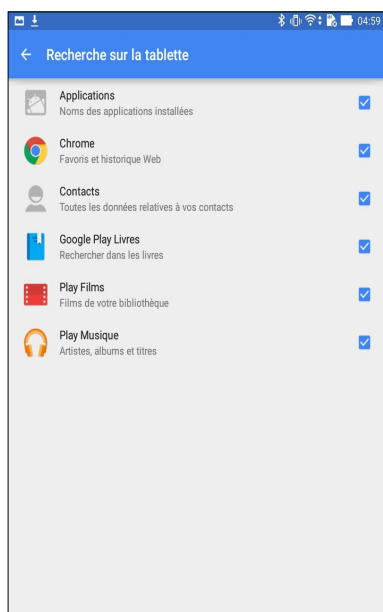 04:59
Recherche sur la tablette
Applications
Noms des applications installées
Chrome
Favoris et historique Web
Contacts
Toutes les données relatives à vos contacts
Google Play Livres
Rechercher dans les livres
Play Films
Films de votre bibliothèque
Play Musique
Artistes, albums et titres